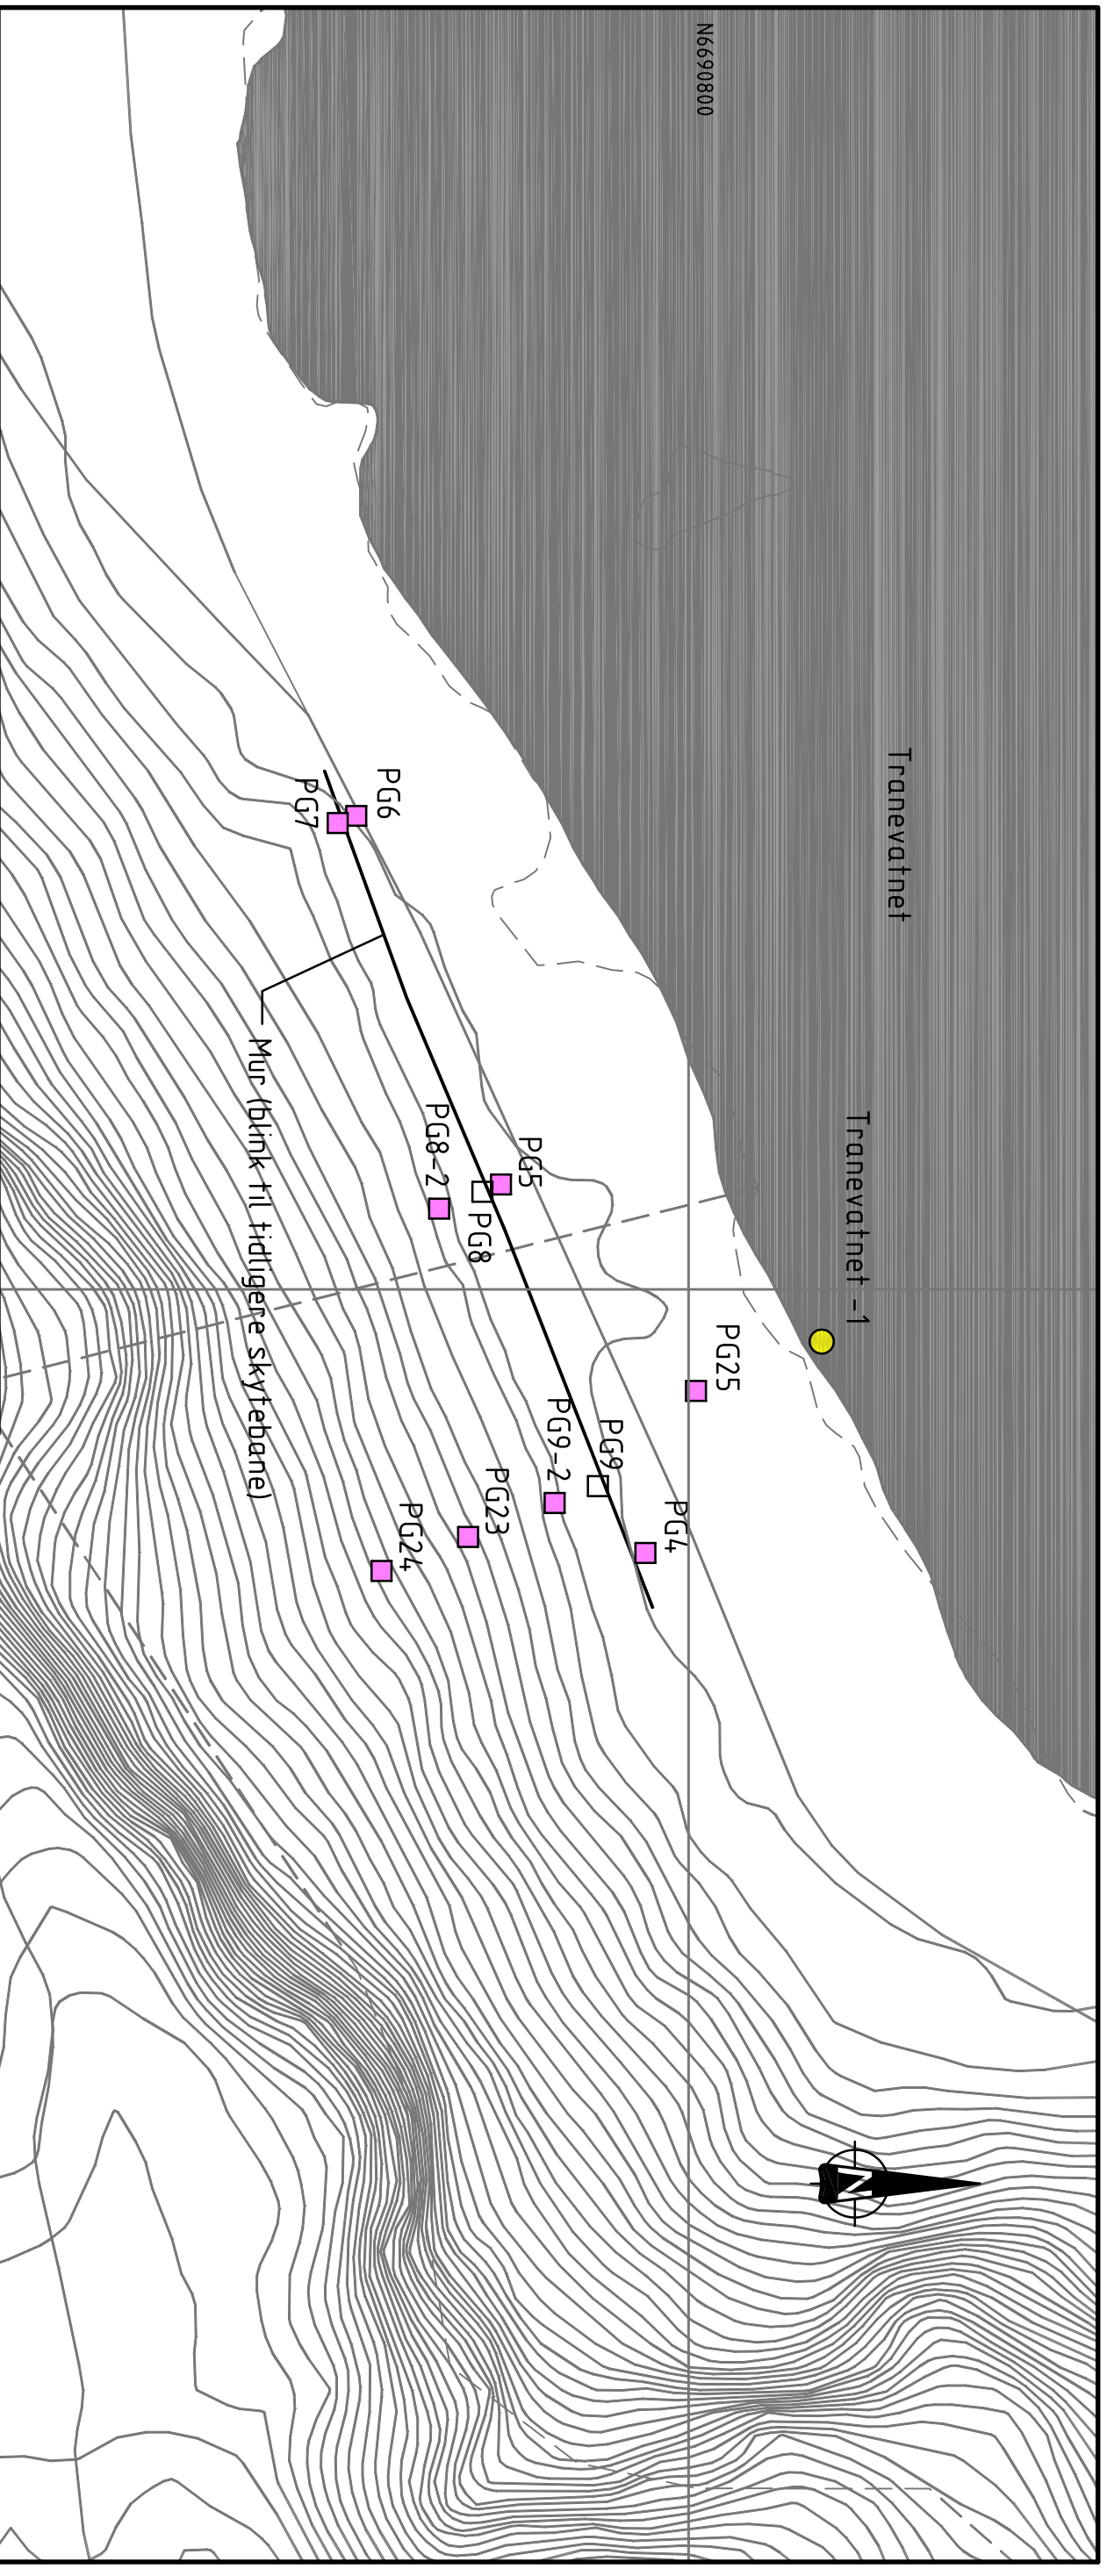 N6690800
Tranevatnet
Tranevatnet -1
PG25
PG4
PG9
PG9-2
PG5
PG23
PG8
PG8-2
PG24
PG6
PG7
Mur (blink til tidligere skytebane)
N